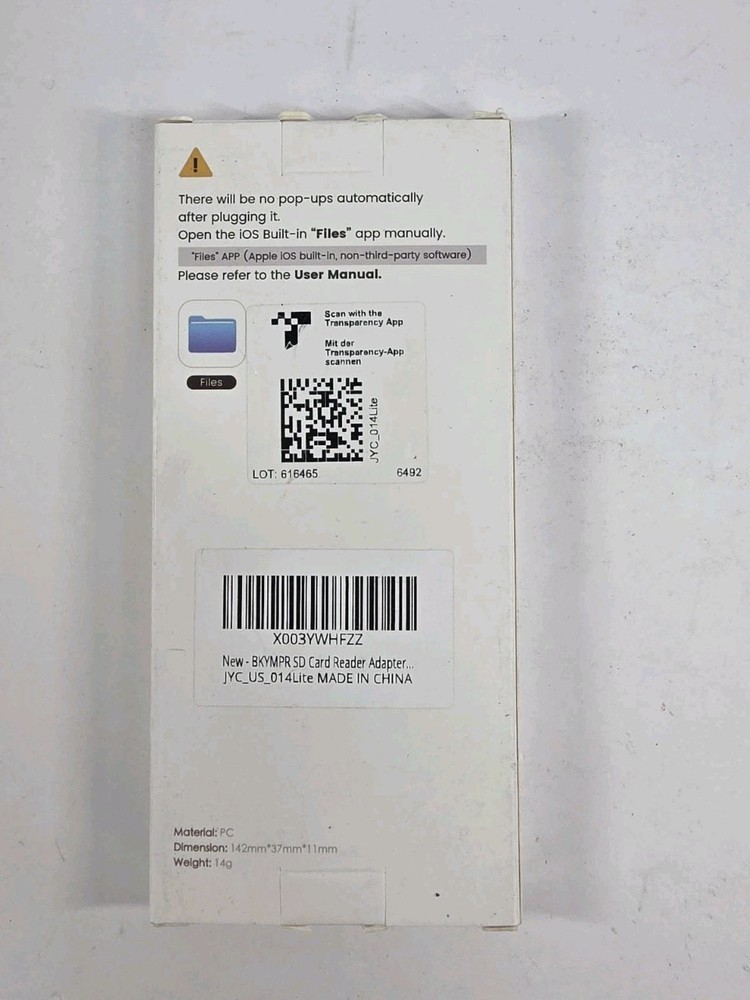 There will be no pop-ups automatically
after plugging it.
Open the iOS Built-in “Files” app manually.
"Files" APP (Apple iOS built-in, non-third-party software)
Please refer to the User Manual.
Files
Scan with the
Transparency App
Mit der
Transparency-App
scannen
JYC_014Lite
LOT: 616465
6492
X003YWHFZZ
New - BKYMPR SD Card Reader Adapter...
JYC_US_014Lite MADE IN CHINA
Material: PC
Dimension: 142mm*37mm*11mm
Weight: 14g